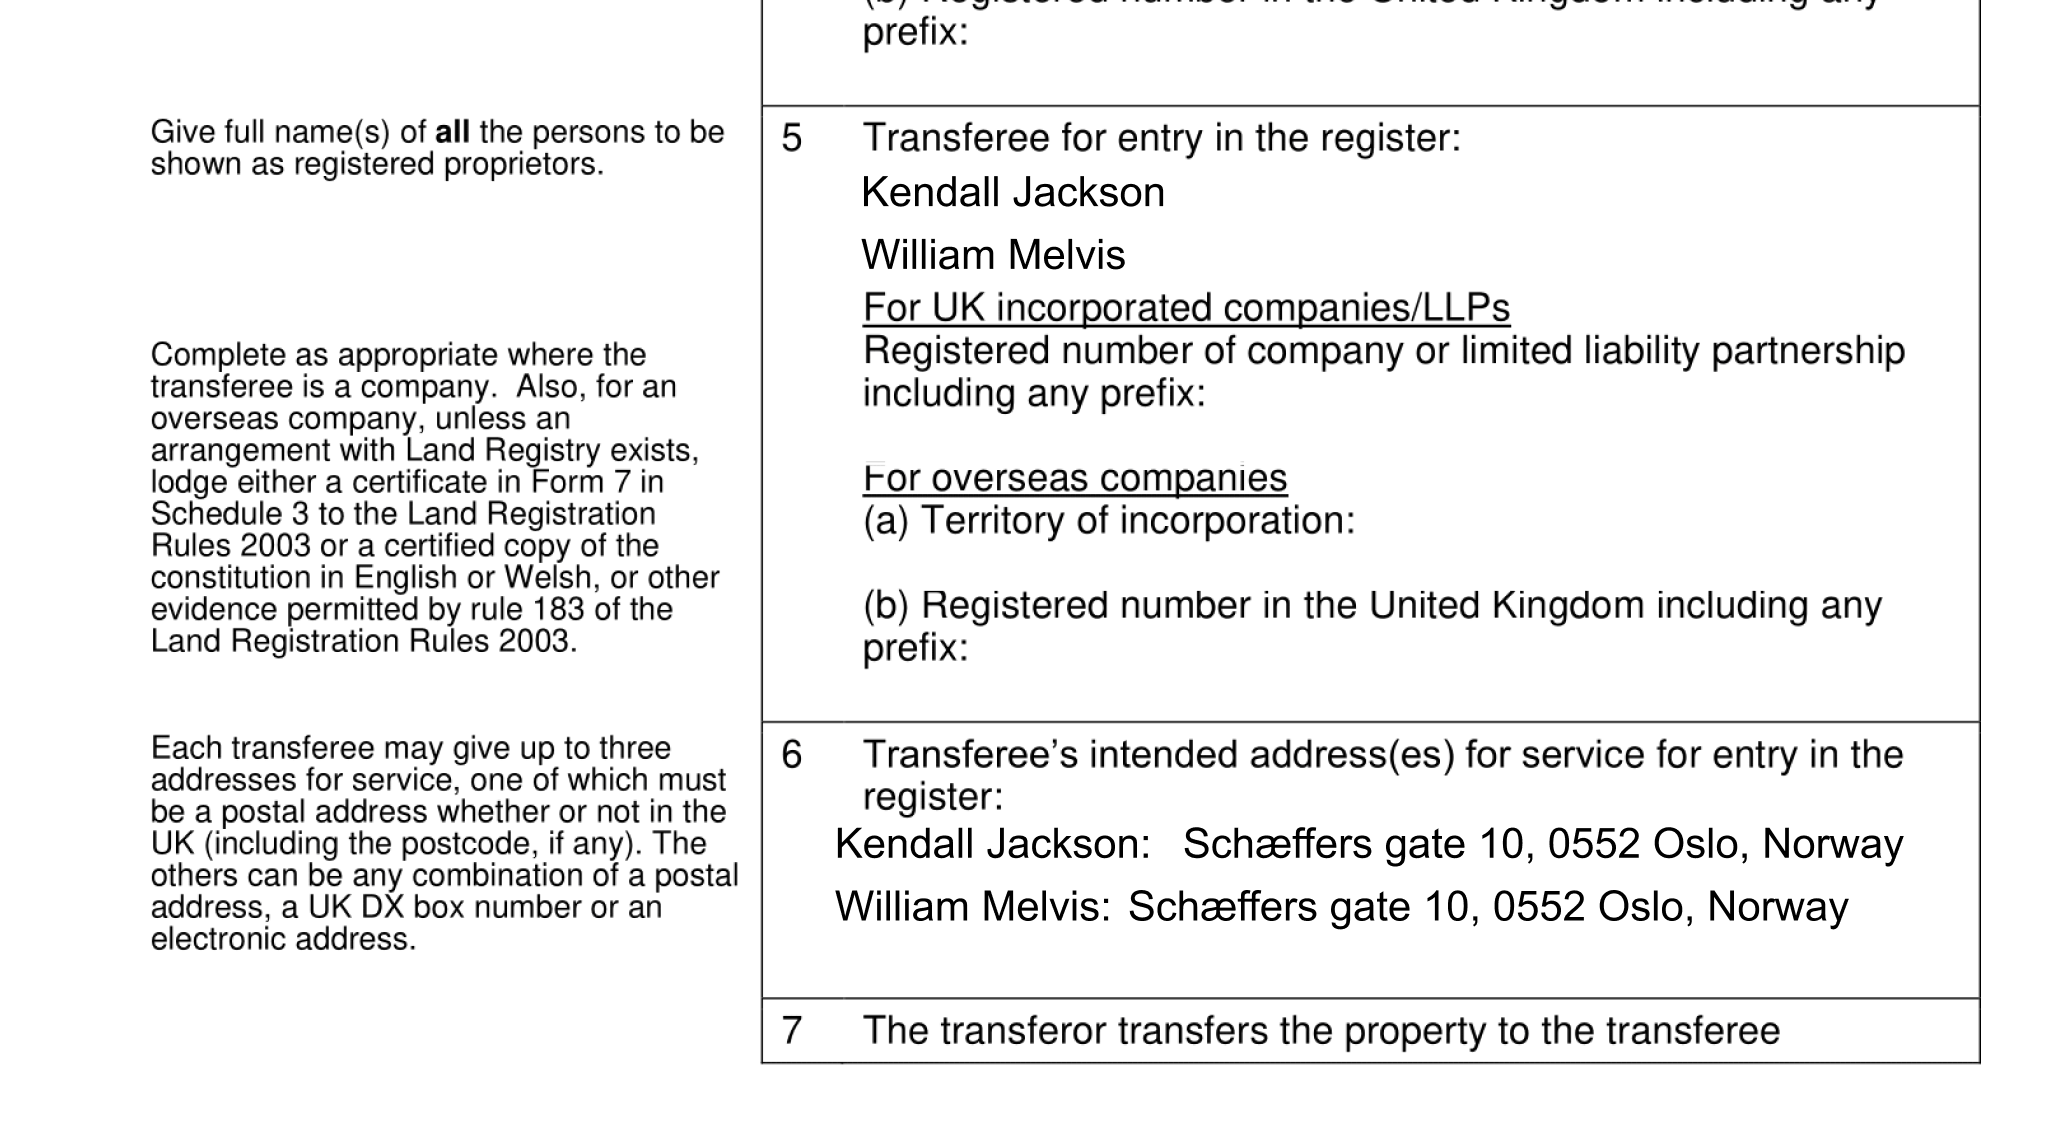 (b) Registered number in the United Kingdom including any
prefix:
Give full name(s) of all the persons to be
shown as registered proprietors.
5 Transferee for entry in the register:
Kendall Jackson
William Melvis
Complete as appropriate where the
transferee is a company.  Also, for an
overseas company, unless an
arrangement with Land Registry exists,
lodge either a certificate in Form 7 in
Schedule 3 to the Land Registration
Rules 2003 or a certified copy of the
constitution in English or Welsh, or other
evidence permitted by rule 183 of the
Land Registration Rules 2003.
For UK incorporated companies/LLPs
Registered number of company or limited liability partnership
including any prefix:
For overseas companies
(a) Territory of incorporation:
(b) Registered number in the United Kingdom including any
prefix:
Each transferee may give up to three
addresses for service, one of which must
be a postal address whether or not in the
UK (including the postcode, if any). The
others can be any combination of a postal
address, a UK DX box number or an
electronic address.
6 Transferee’s intended address(es) for service for entry in the
register:
Kendall Jackson: Schæffers gate 10, 0552 Oslo, Norway
William Melvis: Schæffers gate 10, 0552 Oslo, Norway
7 The transferor transfers the property to the transferee